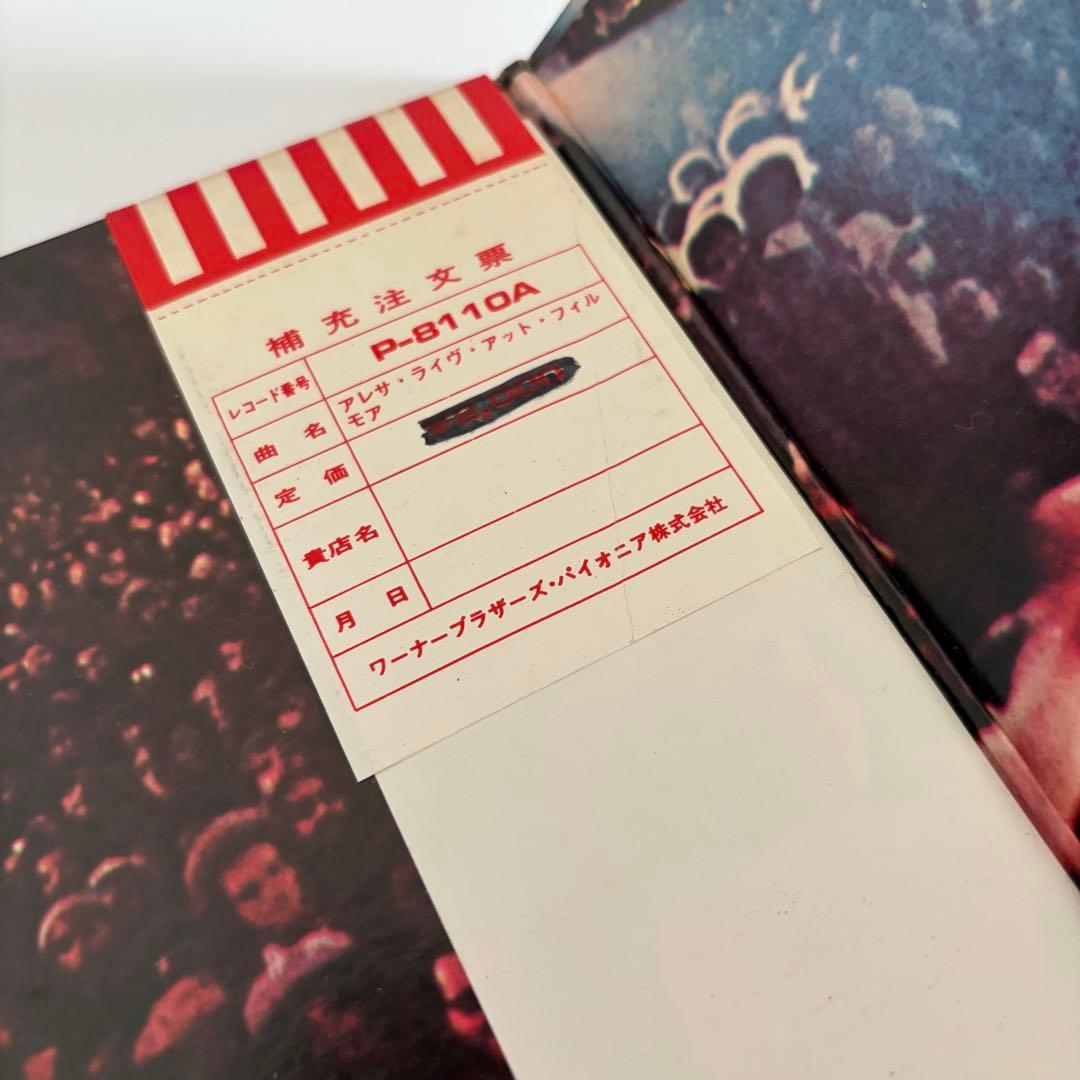 補充注文票
レコード番号 P-8110A
曲名 アレサ・ライヴ・アット・フィル
モア
定価
貴店名
月日
ワーナーブラザーズ・パイオニア株式会社